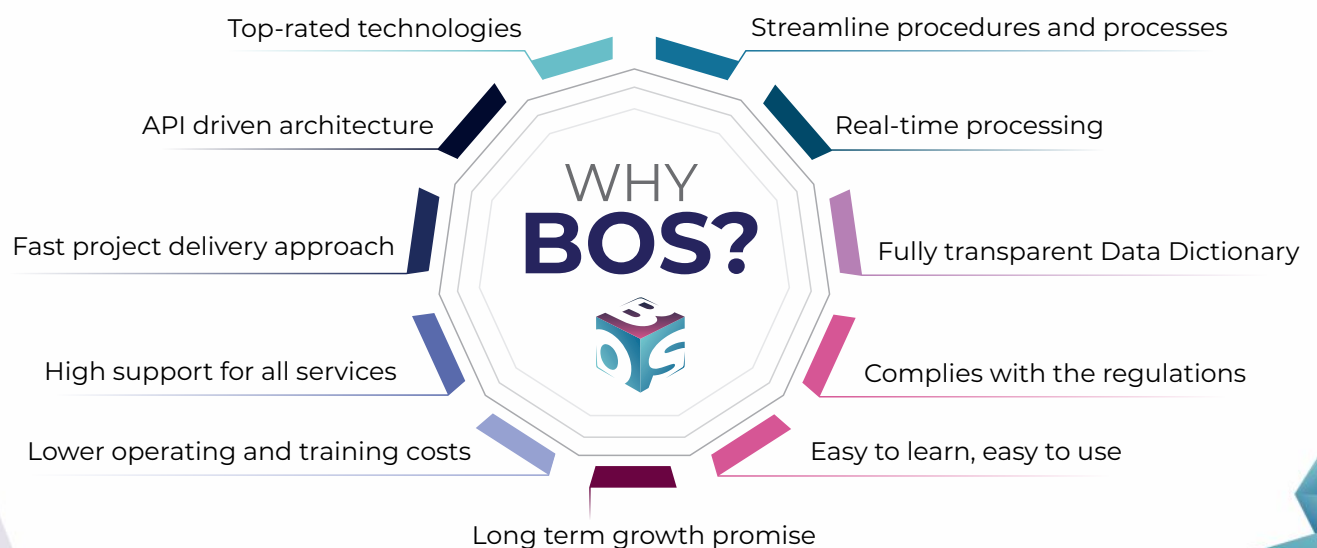 Top-rated technologies
Streamline procedures and processes
API driven architecture
Real-time processing
WHY
BOS?
Fast project delivery approach
Fully transparent Data Dictionary
B
O S
High support for all services
Complies with the regulations
Lower operating and training costs
Easy to learn, easy to use
Long term growth promise